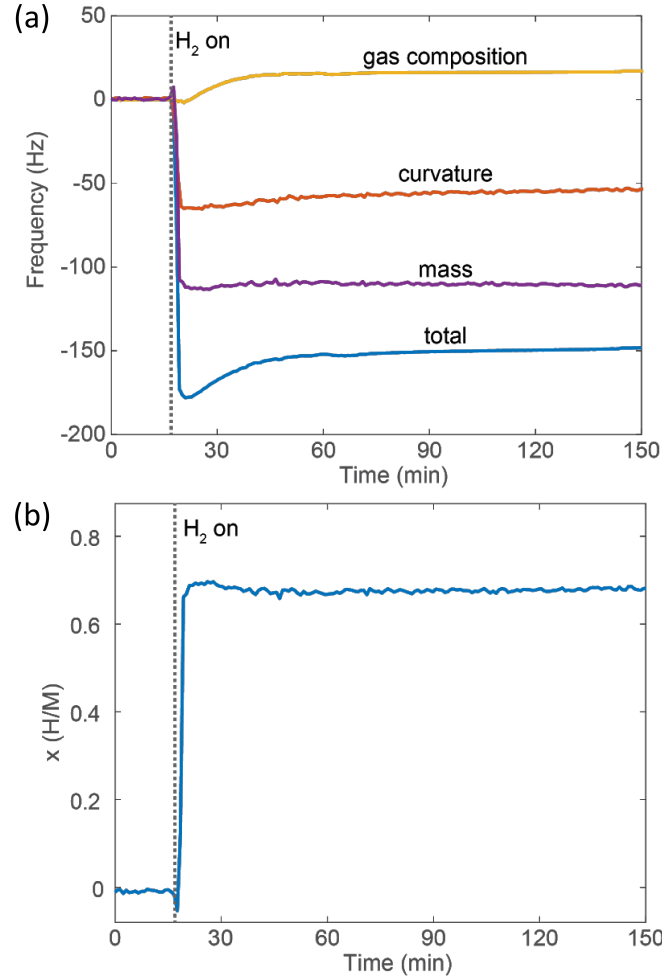 (a)
50
0
-50
-100
-150
-200
Frequency (Hz)
H₂ on
gas composition
curvature
mass
total
0 30 60 90 120 150
Time (min)
(b)
0.8
0.6
0.4
0.2
0
x (H/M)
H₂ on
0 30 60 90 120 150
Time (min)